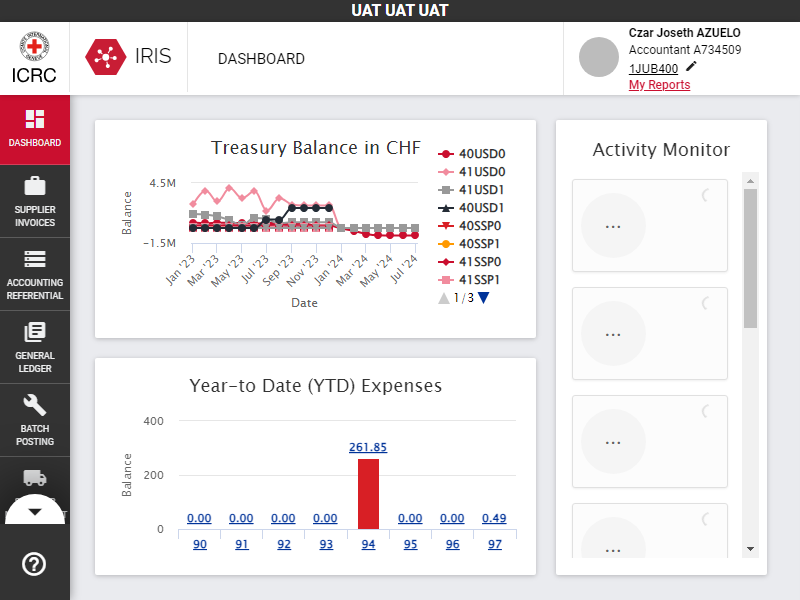 UAT UAT UAT
ICRC
IRIS
DASHBOARD
Czar Joseth AZUELO
Accountant A734509
1JUB400
My Reports
DASHBOARD
SUPPLIER
INVOICES
ACCOUNTING
REFERENTIAL
GENERAL
LEDGER
BATCH
POSTING
Treasury Balance in CHF
Balance
4.5M
-1.5M
Jan '23
Mar '23
May '23
Jul '23
Sep '23
Nov '23
Jan '24
Mar '24
May '24
Jul '24
Date
40USD0
41USD0
41USD1
40USD1
40SSP0
40SSP1
41SSP0
41SSP1
1/3
Year-to Date (YTD) Expenses
Balance
400
200
0
0.00
0.00
0.00
0.00
261.85
0.00
0.00
0.49
90
91
92
93
94
95
96
97
Activity Monitor
...
...
...
...